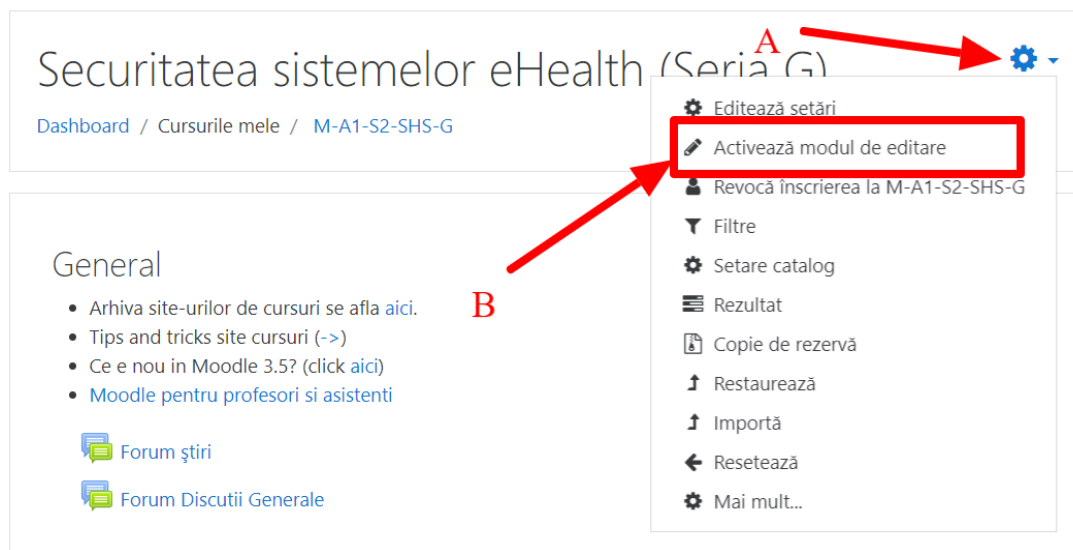 A
Securitatea sistemelor eHealth (Seria G)
Dashboard / Cursurile mele / M-A1-S2-SHS-G
Editează setări
Activează modul de editare
Revocă înscrierea la M-A1-S2-SHS-G
Filtre
Setare catalog
Rezultat
Copie de rezervă
Restaurează
Importă
Resetează
Mai mult...
B
General
Arhiva site-urilor de cursuri se afla aici.
Tips and tricks site cursuri (->)
Ce e nou in Moodle 3.5? (click aici)
Moodle pentru profesori si asistenti
Forum ştiri
Forum Discutii Generale